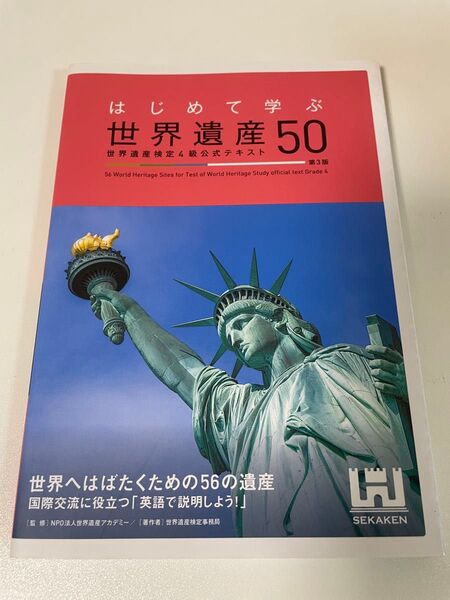 はじめて学ぶ
世界遺産50
世界遺産検定4級公式テキスト
第3版
56 World Heritage Sites for Test of World Heritage Study official text Grade 4
世界へはばたくための56の遺産
国際交流に役立つ「英語で説明しよう!」
[監 修] NPO法人世界遺産アカデミー/[著作者] 世界遺産検定事務局
SEKAKEN